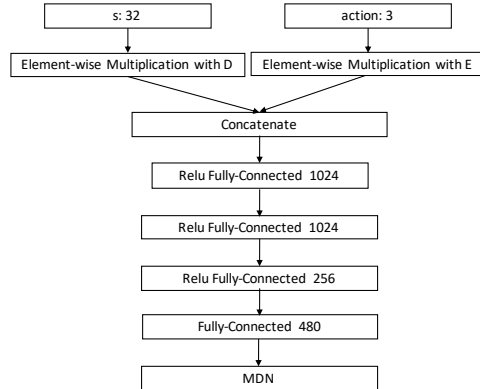 s: 32
action: 3
Element-wise Multiplication with D
Element-wise Multiplication with E
Concatenate
Relu Fully-Connected 1024
Relu Fully-Connected 1024
Relu Fully-Connected 256
Fully-Connected 480
MDN